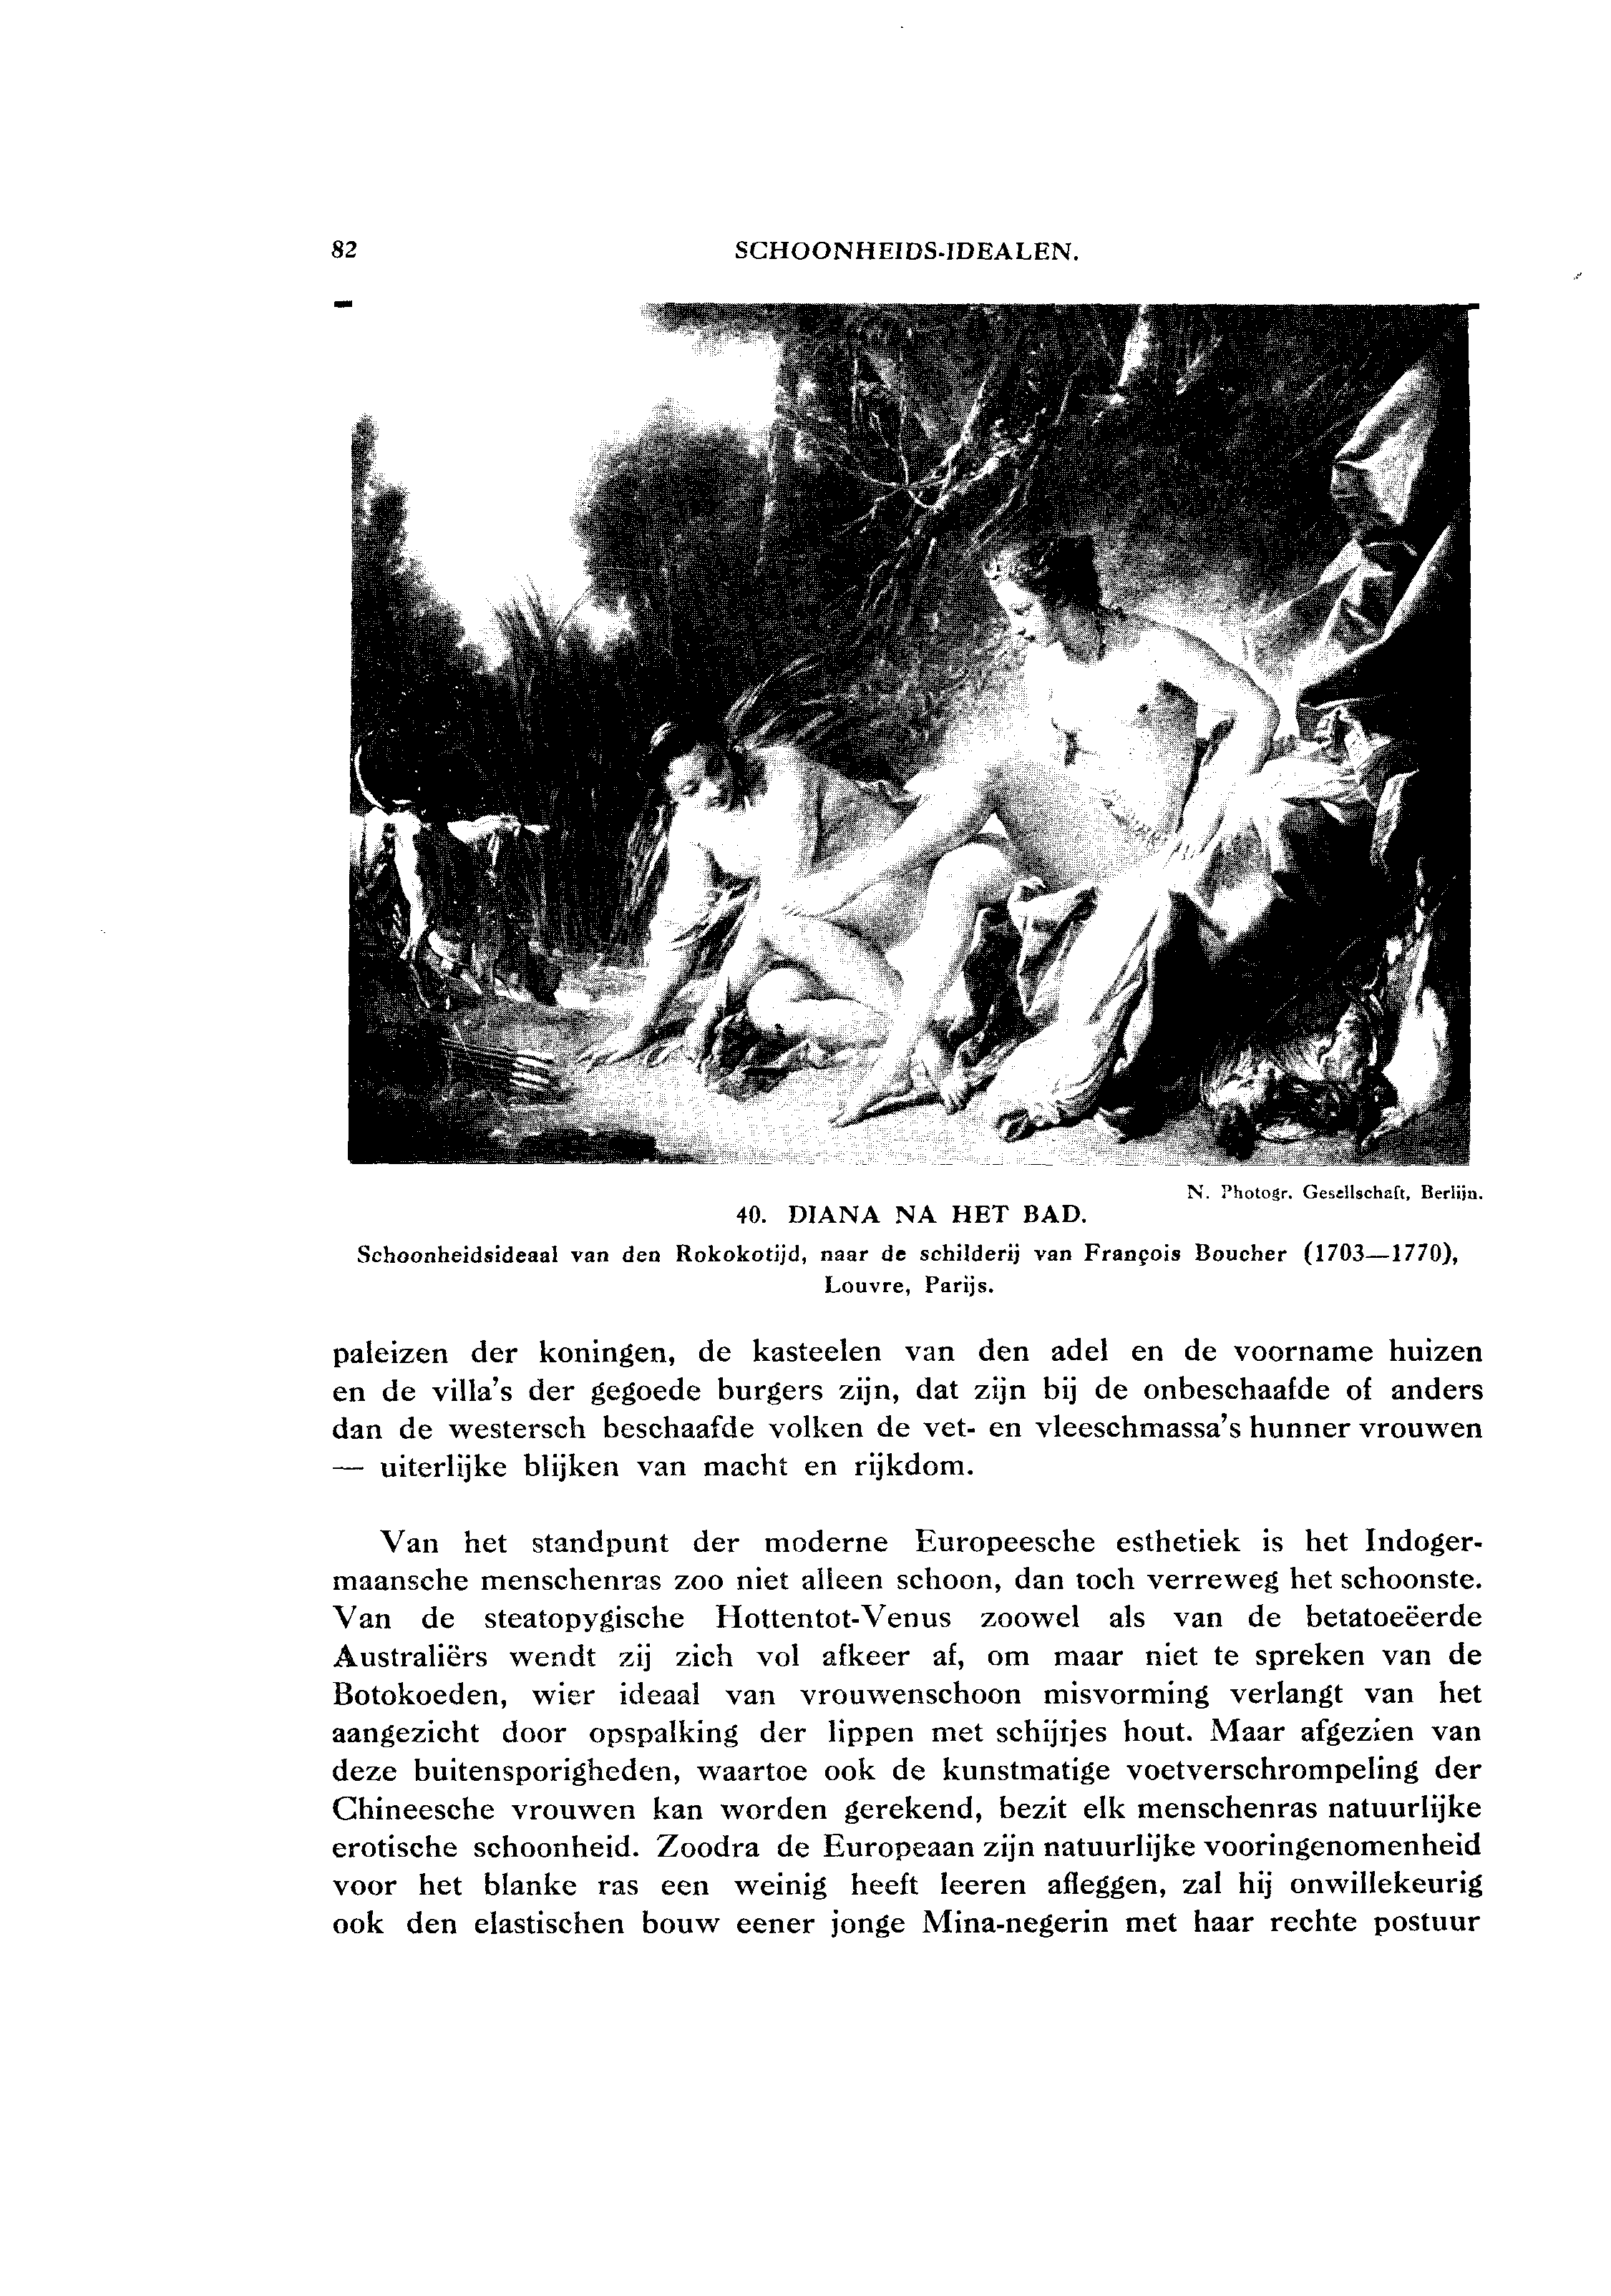 82
SCHOONHEIDS-IDEALEN.
N. Photogr. Gesellschaft, Berlijn.
40. DIANA NA HET BAD.
Schoonheidsideaal van den Rokokotijd, naar de schilderij van François Boucher (1703—1770),
Louvre, Parijs.
paleizen der koningen, de kasteelen van den adel en de voorname huizen
en de villa's der gegoede burgers zijn, dat zijn bij de onbeschaafde of anders
dan de westersch beschaafde volken de vet- en vleeschmassa's hunner vrouwen
— uiterlijke blijken van macht en rijkdom.
Van het standpunt der moderne Europeesche esthetiek is het Indoger-
maansche menschenras zoo niet alleen schoon, dan toch verreweg het schoonste.
Van de steatopygische Hottentot-Venus zoowel als van de betatoeëerde
Australiërs wendt zij zich vol afkeer af, om maar niet te spreken van de
Botokoeden, wier ideaal van vrouwenschoon misvorming verlangt van het
aangezicht door opspalking der lippen met schijfjes hout. Maar afgezien van
deze buitensporigheden, waartoe ook de kunstmatige voetverschrompeling der
Chineesche vrouwen kan worden gerekend, bezit elk menschenras natuurlijke
erotische schoonheid. Zoodra de Europeaan zijn natuurlijke vooringenomenheid
voor het blanke ras een weinig heeft leeren afleggen, zal hij onwillekeurig
ook den elastischen bouw eener jonge Mina-negerin met haar rechte postuur